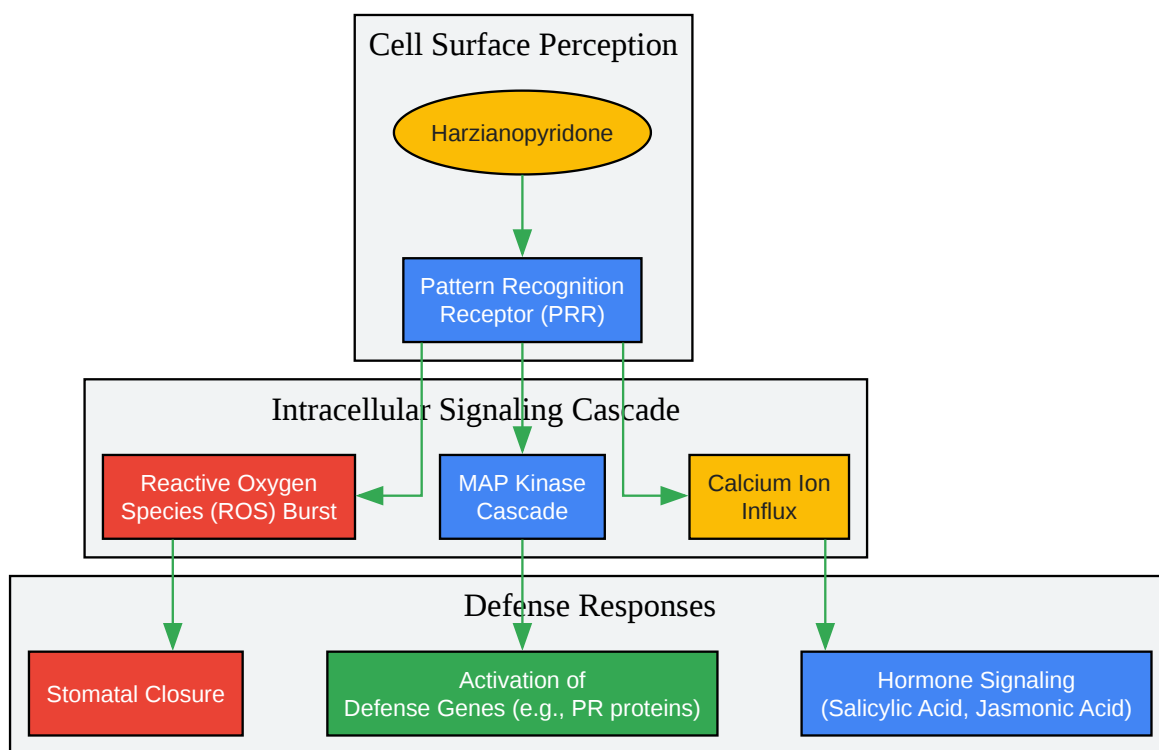 Cell Surface Perception
Harzianopyridone
Pattern Recognition
Receptor (PRR)
Intracellular Signaling Cascade
Reactive Oxygen
Species (ROS) Burst
MAP Kinase
Cascade
Calcium Ion
Influx
Defense Responses
Stomatal Closure
Activation of
Defense Genes (e.g., PR proteins)
Hormone Signaling
(Salicylic Acid, Jasmonic Acid)